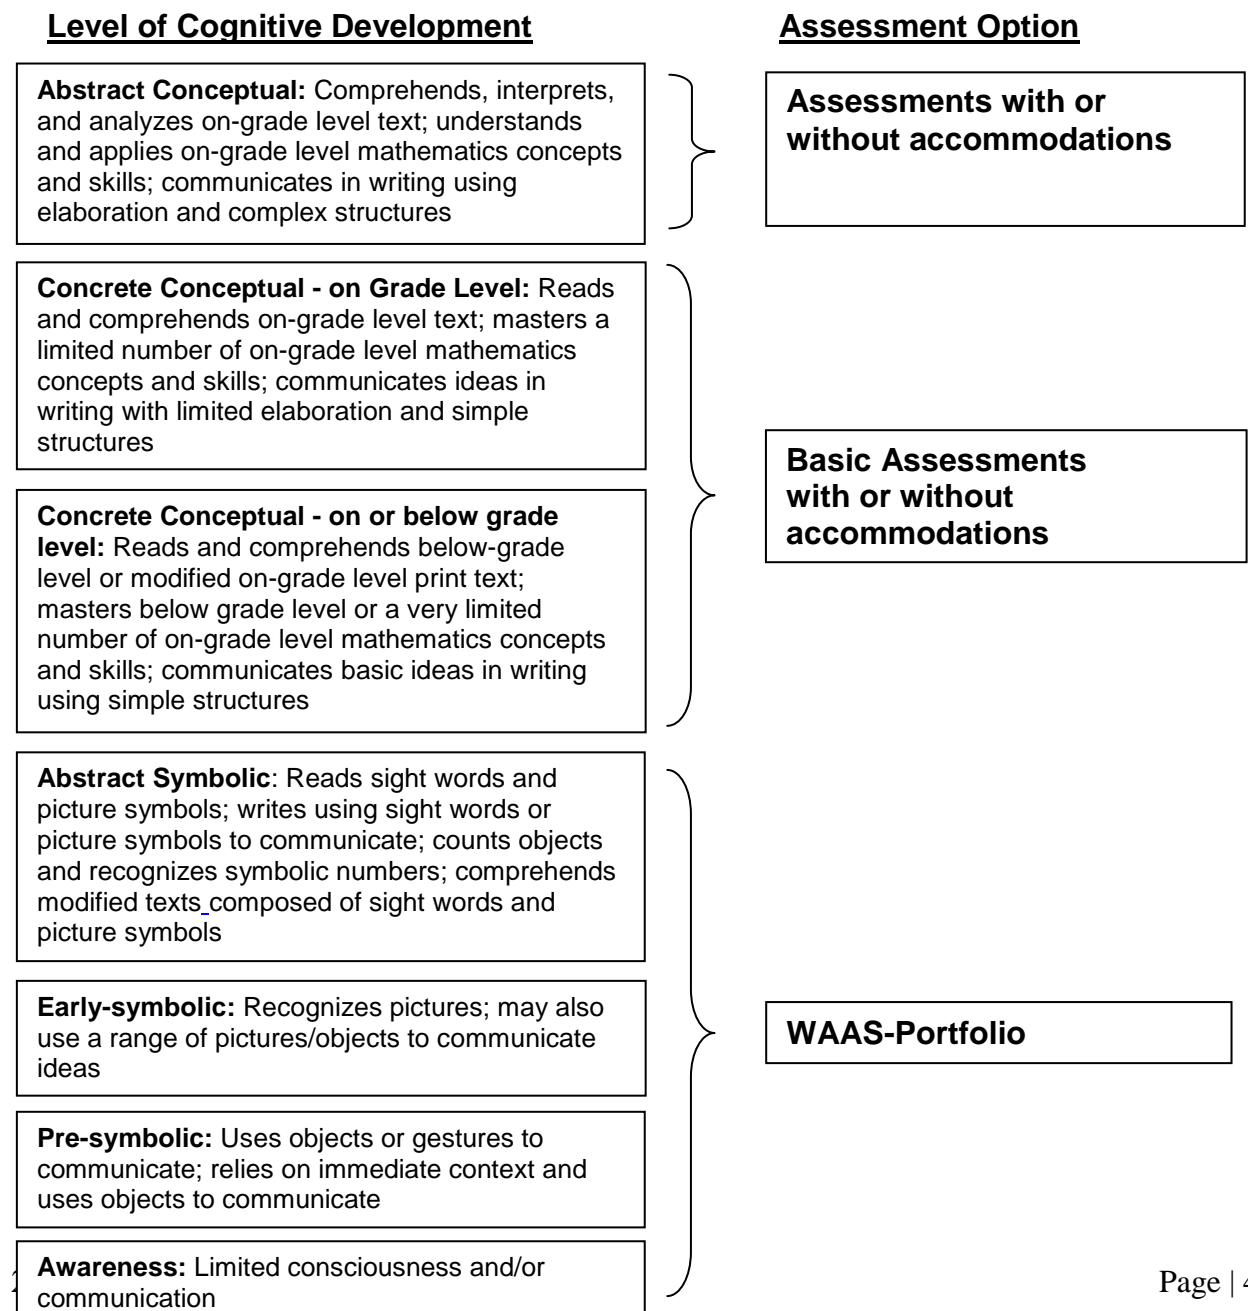 Level of Cognitive Development
Assessment Option
Abstract Conceptual: Comprehends, interprets,
and analyzes on-grade level text; understands
and applies on-grade level mathematics concepts
and skills; communicates in writing using
elaboration and complex structures
Assessments with or
without accommodations
Concrete Conceptual - on Grade Level: Reads
and comprehends on-grade level text; masters a
limited number of on-grade level mathematics
concepts and skills; communicates ideas in
writing with limited elaboration and simple
structures
Concrete Conceptual - on or below grade
level: Reads and comprehends below-grade
level or modified on-grade level print text;
masters below grade level or a very limited
number of on-grade level mathematics concepts
and skills; communicates basic ideas in writing
using simple structures
Basic Assessments
with or without
accommodations
Abstract Symbolic: Reads sight words and
picture symbols; writes using sight words or
picture symbols to communicate; counts objects
and recognizes symbolic numbers; comprehends
modified texts composed of sight words and
picture symbols
Early-symbolic: Recognizes pictures; may also
use a range of pictures/objects to communicate
ideas
Pre-symbolic: Uses objects or gestures to
communicate; relies on immediate context and
uses objects to communicate
Awareness: Limited consciousness and/or
communication
WAAS-Portfolio
Page | 4